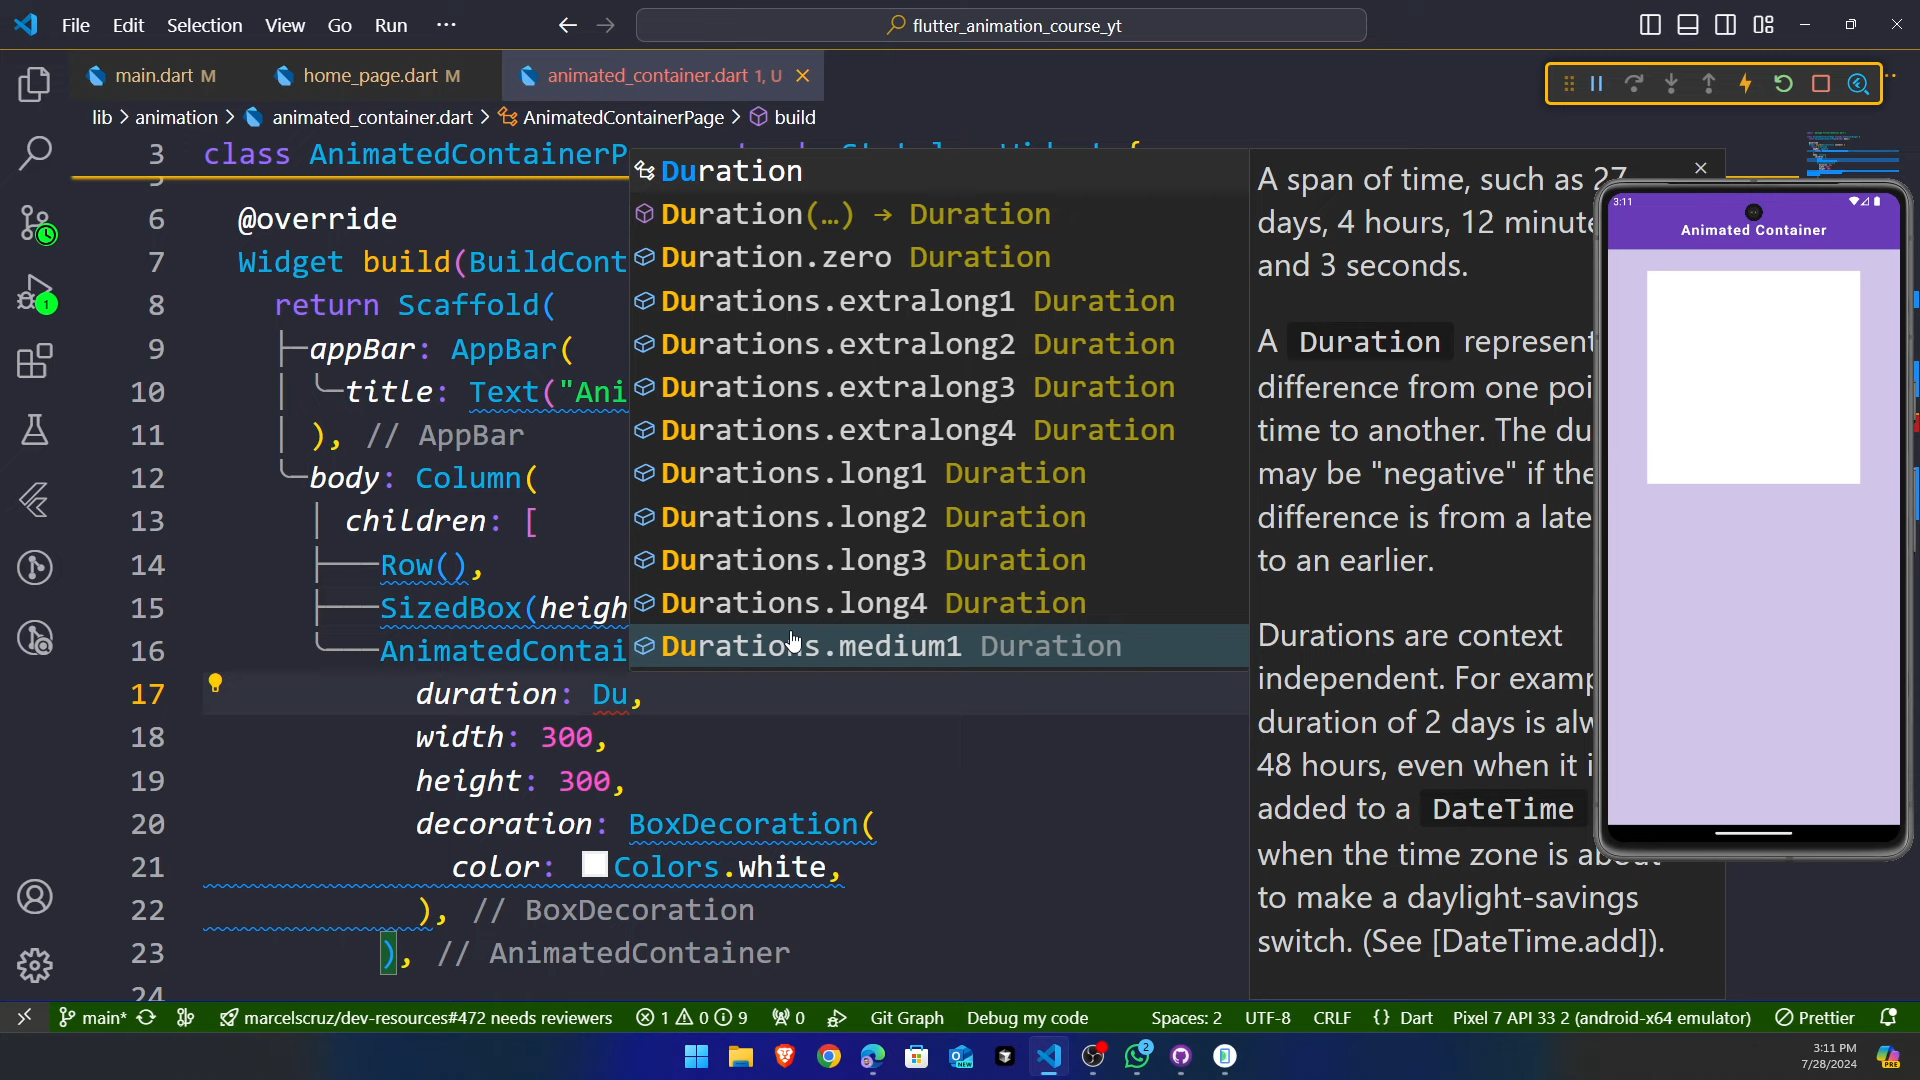 File Edit Selection View Go Run ···
flutter_animation_course_yt
main.dart M
home_page.dart M
animated_container.dart 1, U
lib > animation > animated_container.dart > AnimatedContainerPage > build
3 class AnimatedContainerP
6 @override
7 Widget build(BuildCont
8 return Scaffold(
9 appBar: AppBar(
10 title: Text("Ani
11 ), // AppBar
12 body: Column(
13 children: [
14 Row(),
15 SizedBox(heigh
16 AnimatedContai
17 duration: Du,
18 width: 300,
19 height: 300,
20 decoration: BoxDecoration(
21 color: Colors.white,
22 ), // BoxDecoration
23 ), // AnimatedContainer
24
Duration
Duration(…) → Duration
Duration.zero Duration
Durations.extralong1 Duration
Durations.extralong2 Duration
Durations.extralong3 Duration
Durations.extralong4 Duration
Durations.long1 Duration
Durations.long2 Duration
Durations.long3 Duration
Durations.long4 Duration
Durations.medium1 Duration
A span of time, such as 27
days, 4 hours, 12 minute
and 3 seconds.
A Duration represent
difference from one poi
time to another. The du
may be "negative" if the
difference is from a late
to an earlier.
Durations are context
independent. For examp
duration of 2 days is alw
48 hours, even when it i
added to a DateTime
when the time zone is about
to make a daylight-savings
switch. (See [DateTime.add]).
3:11
Animated Container
main* marcelscruz/dev-resources#472 needs reviewers 1 0 9 0 Git Graph Debug my code Spaces: 2 UTF-8 CRLF {} Dart Pixel 7 API 33 2 (android-x64 emulator) Prettier
3:11 PM
7/28/2024